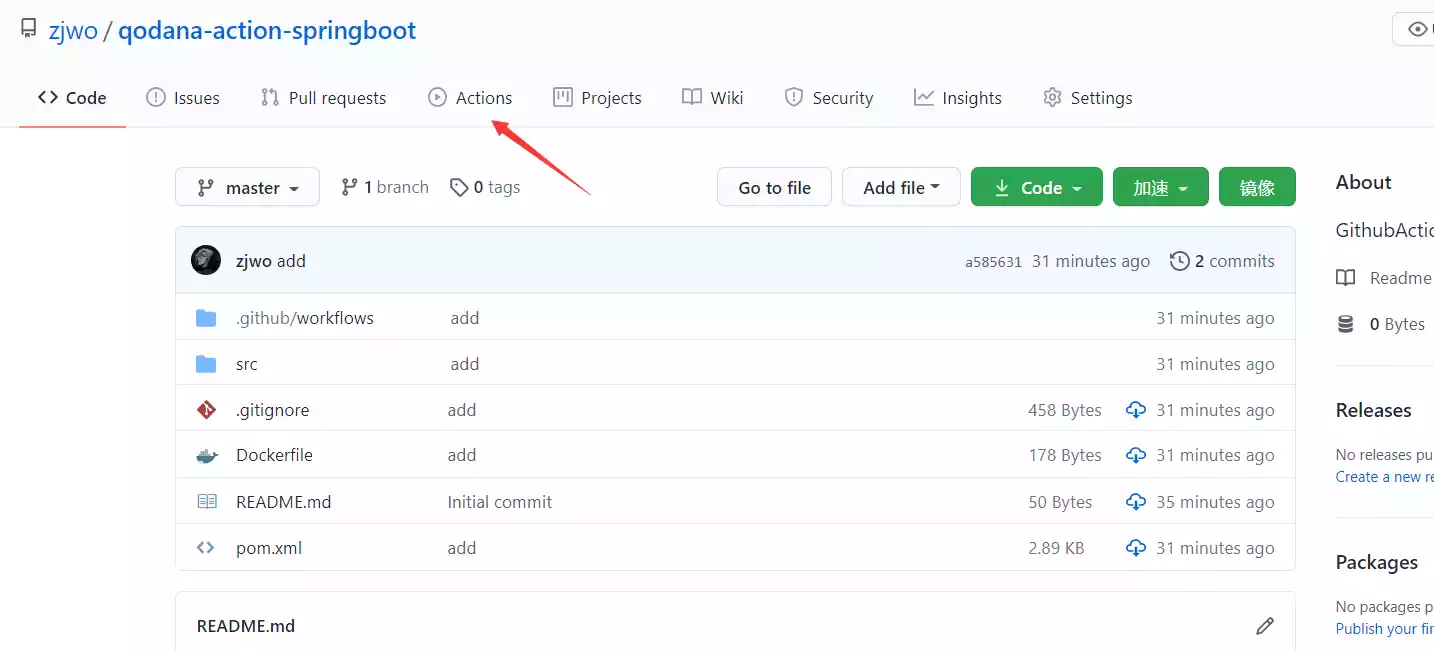 zjwo / qodana-action-springboot
Code Issues Pull requests Actions Projects Wiki Security Insights Settings
master 1 branch 0 tags Go to file Add file Code 加速 镜像
zjwo add a585631 31 minutes ago 2 commits
.github/workflows add 31 minutes ago
src add 31 minutes ago
.gitignore add 458 Bytes 31 minutes ago
Dockerfile add 178 Bytes 31 minutes ago
README.md Initial commit 50 Bytes 35 minutes ago
pom.xml add 2.89 KB 31 minutes ago
README.md
About
GithubActio
Readme
0 Bytes
Releases
No releases pu
Create a new re
Packages
No packages p
Publish your fir